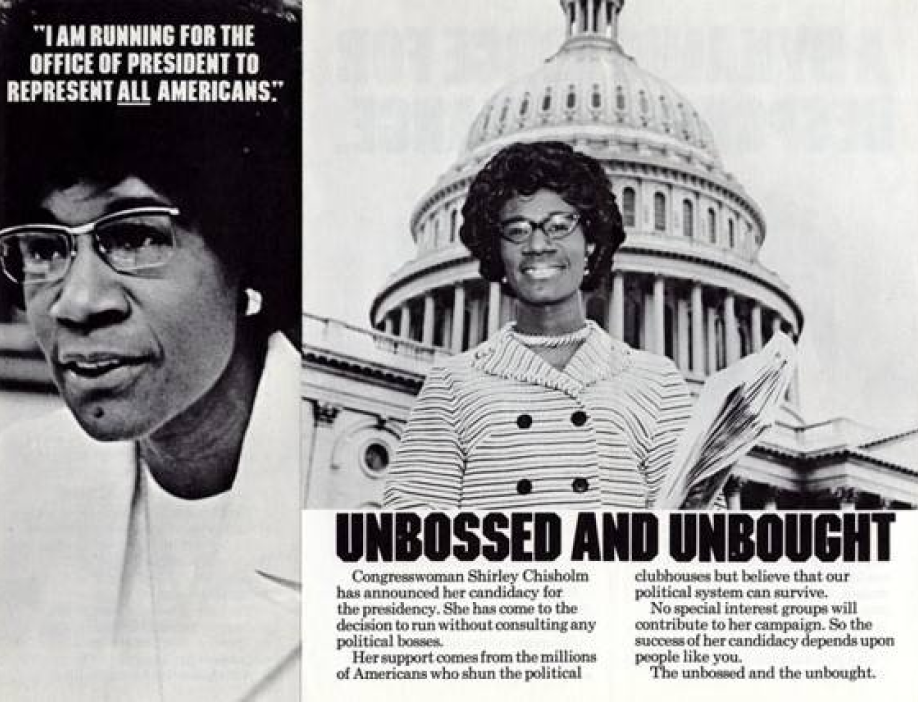 "I AM RUNNING FOR THE
OFFICE OF PRESIDENT TO
REPRESENT ALL AMERICANS."
UNBOSSED AND UNBOUGHT
Congresswoman Shirley Chisholm
has announced her candidacy for
the presidency. She has come to the
decision to run without consulting any
political bosses.
Her support comes from the millions
of Americans who shun the political
clubhouses but believe that our
political system can survive.
No special interest groups will
contribute to her campaign. So the
success of her candidacy depends upon
people like you.
The unbossed and the unbought.